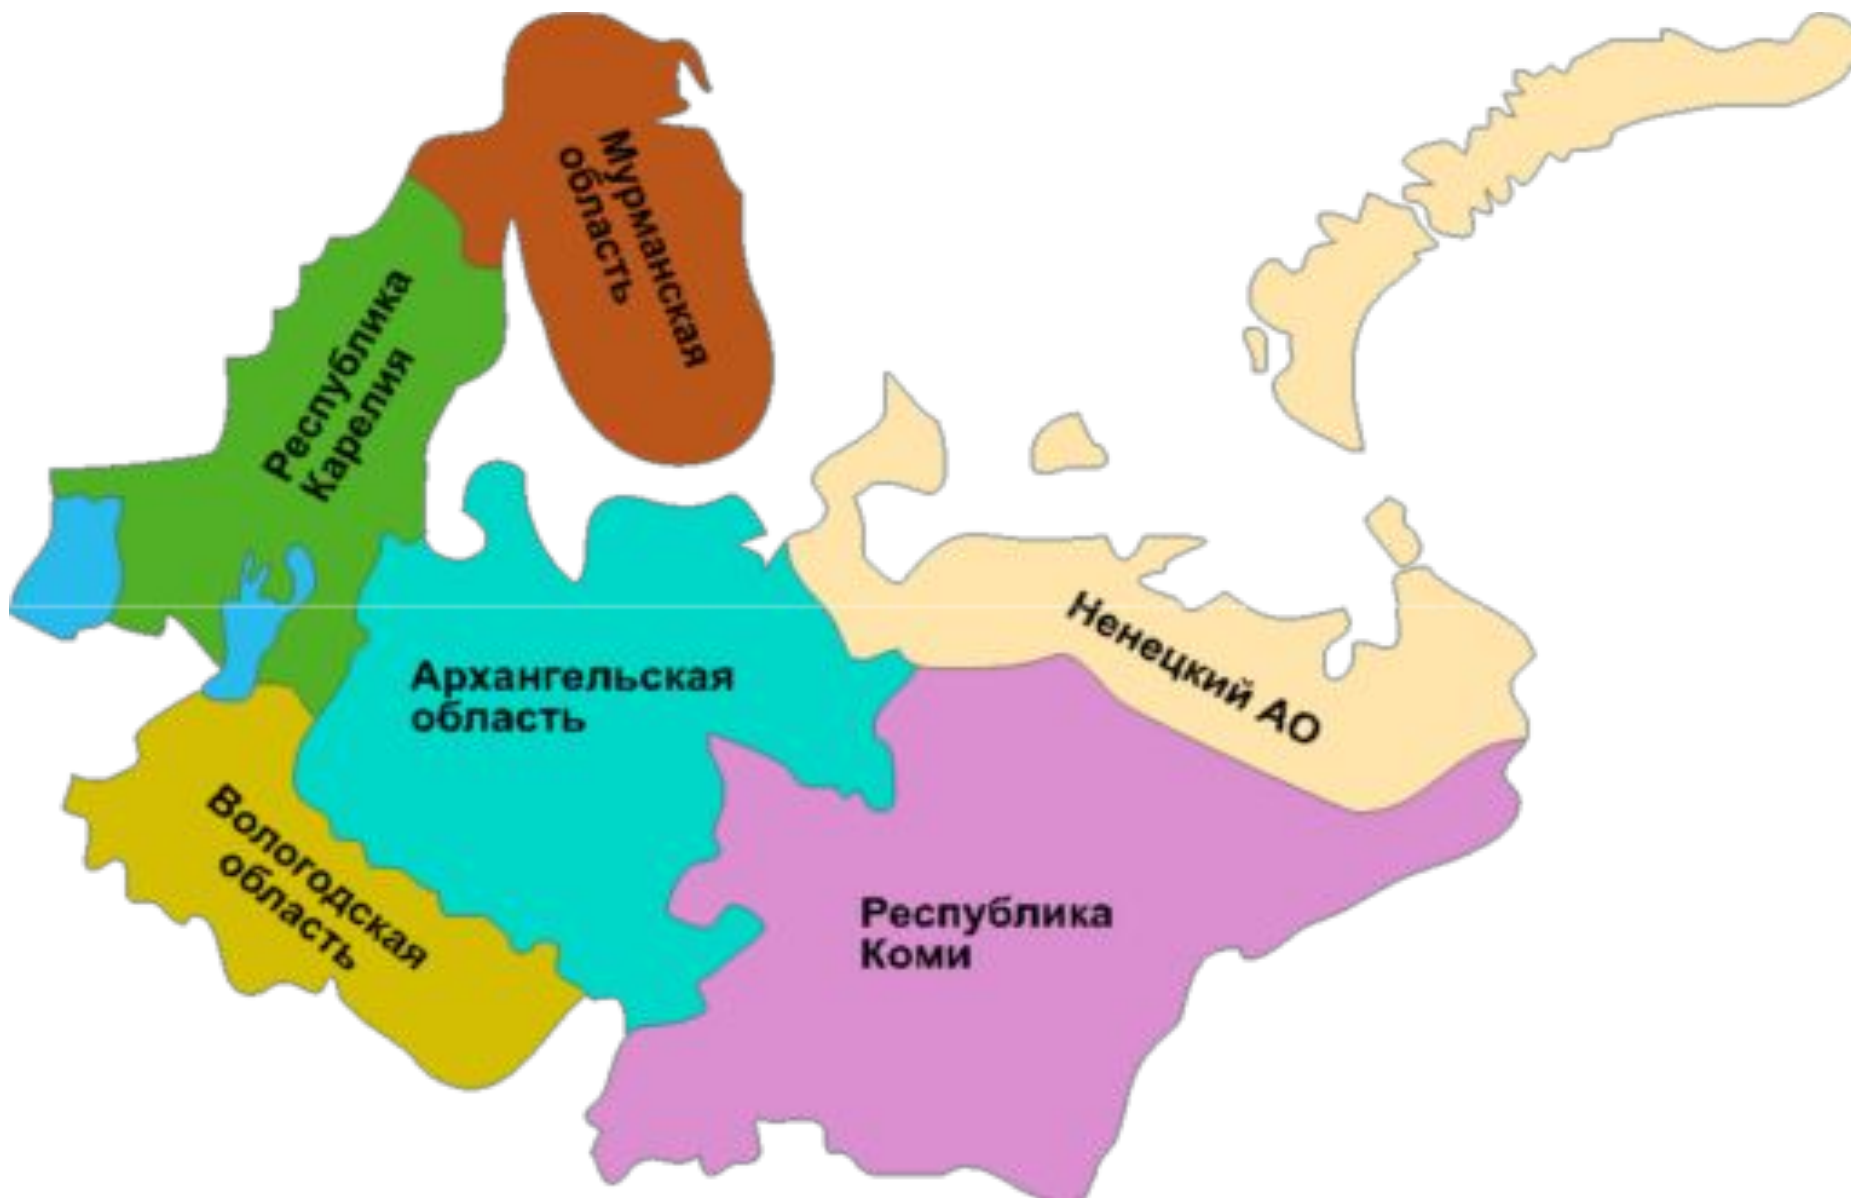 Мурманская
область
Республика
Карелия
Ненецкий АО
Архангельская
область
Вологодская
область
Республика
Коми